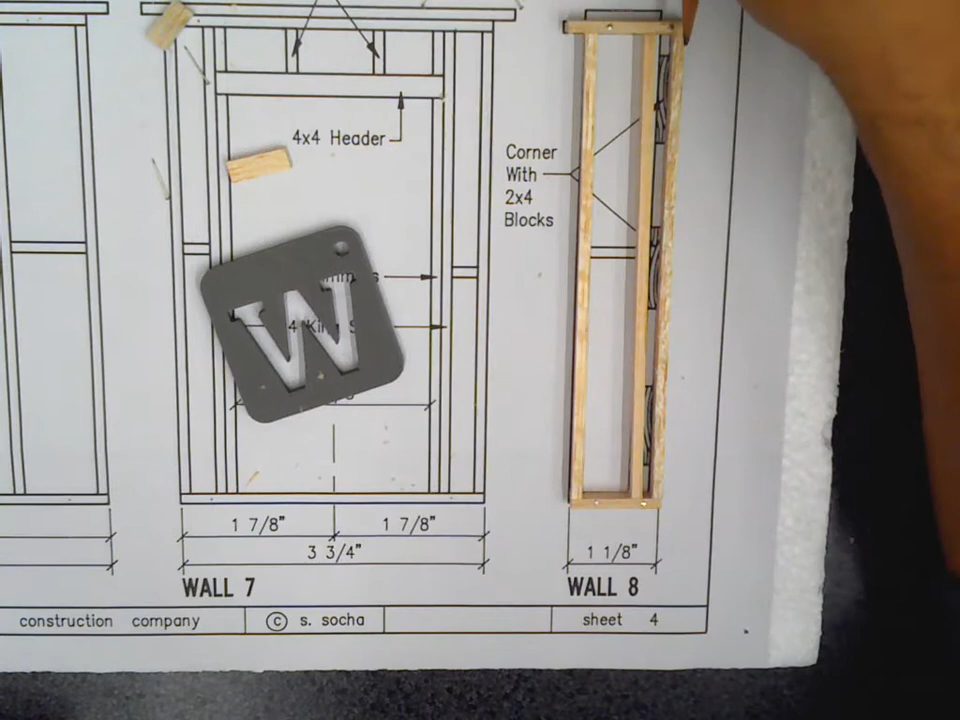 4x4 Header
Corner
With
2x4
Blocks
W
1 7/8"
1 7/8"
3 3/4"
1 1/8"
WALL 7
WALL 8
construction company
© s. socha
sheet 4